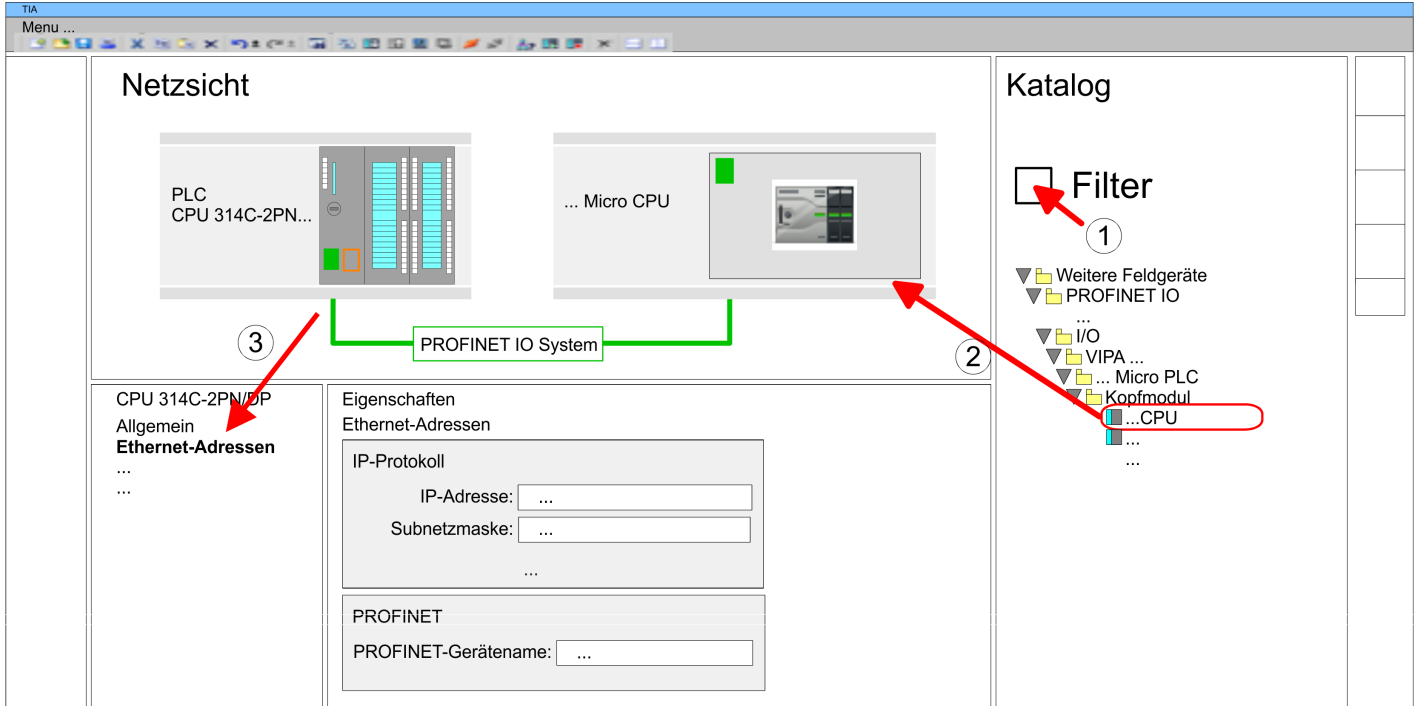 TIA
Menu ...
Netzsicht
PLC
CPU 314C-2PN...
... Micro CPU
PROFINET IO System
3
2
Katalog
Filter
1
Weitere Feldgeräte
PROFINET IO
...
I/O
VIPA ...
... Micro PLC
Kopfmodul
...CPU
...
...
CPU 314C-2PN/DP
Allgemein
Ethernet-Adressen
...
...
Eigenschaften
Ethernet-Adressen
IP-Protokoll
IP-Adresse: ...
Subnetzmaske: ...
...
PROFINET
PROFINET-Gerätename: ...